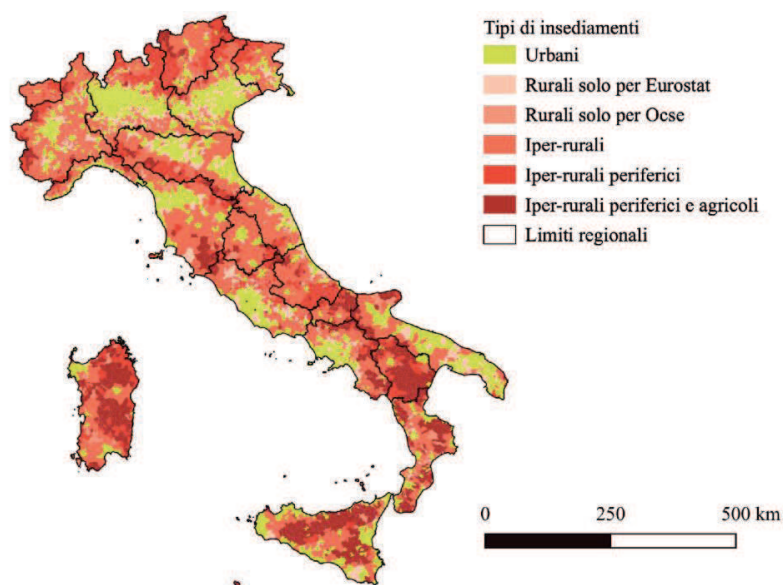 Tipi di insediamenti
Urbani
Rurali solo per Eurostat
Rurali solo per Ocse
Iper-rurali
Iper-rurali periferici
Iper-rurali periferici e agricoli
Limiti regionali
0 250 500 km